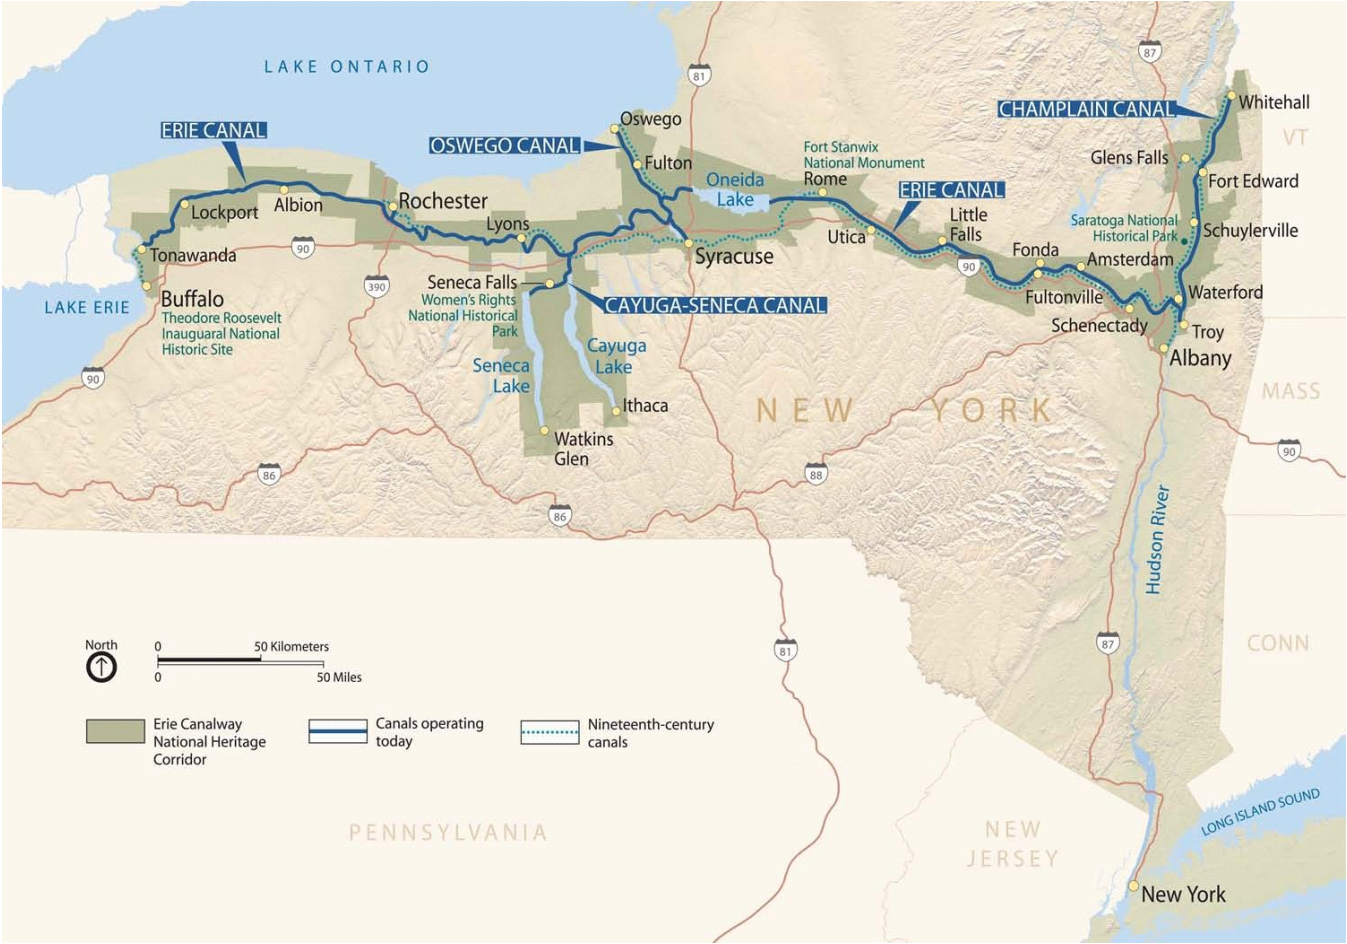 LAKE ONTARIO
81
87
ERIE CANAL
OSWEGO CANAL
Oswego
Fulton
CHAMPLAIN CANAL
Whitehall
VT
Glens Falls
Fort Edward
Fort Stanwix
National Monument
Rome
Oneida
Lake
ERIE CANAL
Lockport
Albion
Rochester
Lyons
Utica
Little
Falls
Saratoga National
Historical Park
Schuylerville
Tonawanda
90
Syracuse
90
Fonda
Amsterdam
Fultonville
Waterford
Schenectady
Troy
Albany
LAKE ERIE
Buffalo
Theodore Roosevelt
Inauguaral National
Historic Site
390
Seneca Falls
Women's Rights
National Historical
Park
CAYUGA-SENECA CANAL
Seneca
Lake
Cayuga
Lake
90
Ithaca
Watkins
Glen
NEW YORK
MASS
90
86
86
88
Hudson River
North
0 50 Kilometers
0 50 Miles
81
87
CONN
Erie Canalway
National Heritage
Corridor
Canals operating
today
Nineteenth-century
canals
PENNSYLVANIA
NEW
JERSEY
LONG ISLAND SOUND
New York